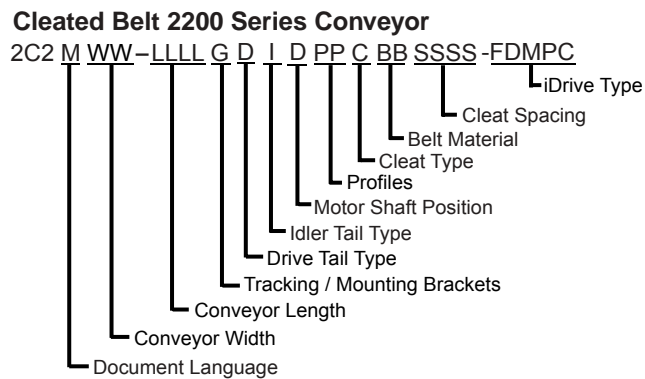 Cleated Belt 2200 Series Conveyor
2C2 M WW–LLLL G D I D PP C BB SSSS -FDMPC
iDrive Type
Cleat Spacing
Belt Material
Cleat Type
Profiles
Motor Shaft Position
Idler Tail Type
Drive Tail Type
Tracking / Mounting Brackets
Conveyor Length
Conveyor Width
Document Language